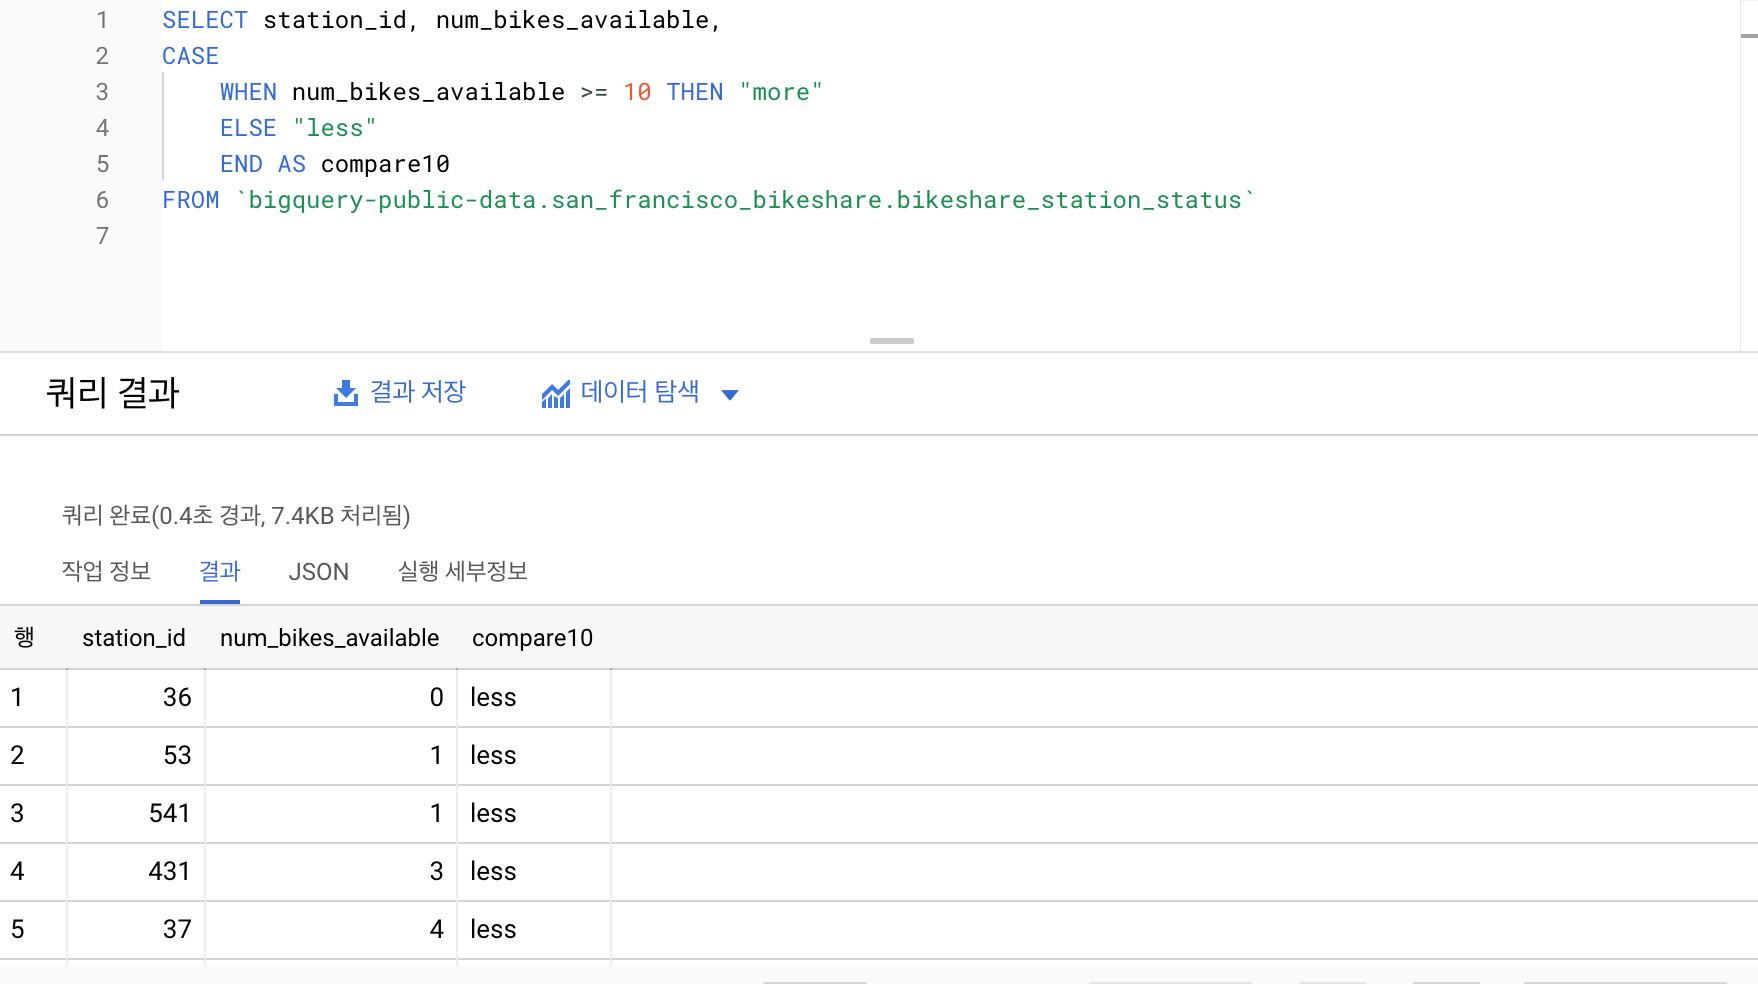 1 SELECT station_id, num_bikes_available,
2 CASE
3 WHEN num_bikes_available >= 10 THEN "more"
4 ELSE "less"
5 END AS compare10
6 FROM `bigquery-public-data.san_francisco_bikeshare.bikeshare_station_status`
7
쿼리 결과 결과 저장 데이터 탐색
쿼리 완료(0.4초 경과, 7.4KB 처리됨)
작업 정보 결과 JSON 실행 세부정보
행 station_id num_bikes_available compare10
1 36 0 less
2 53 1 less
3 541 1 less
4 431 3 less
5 37 4 less